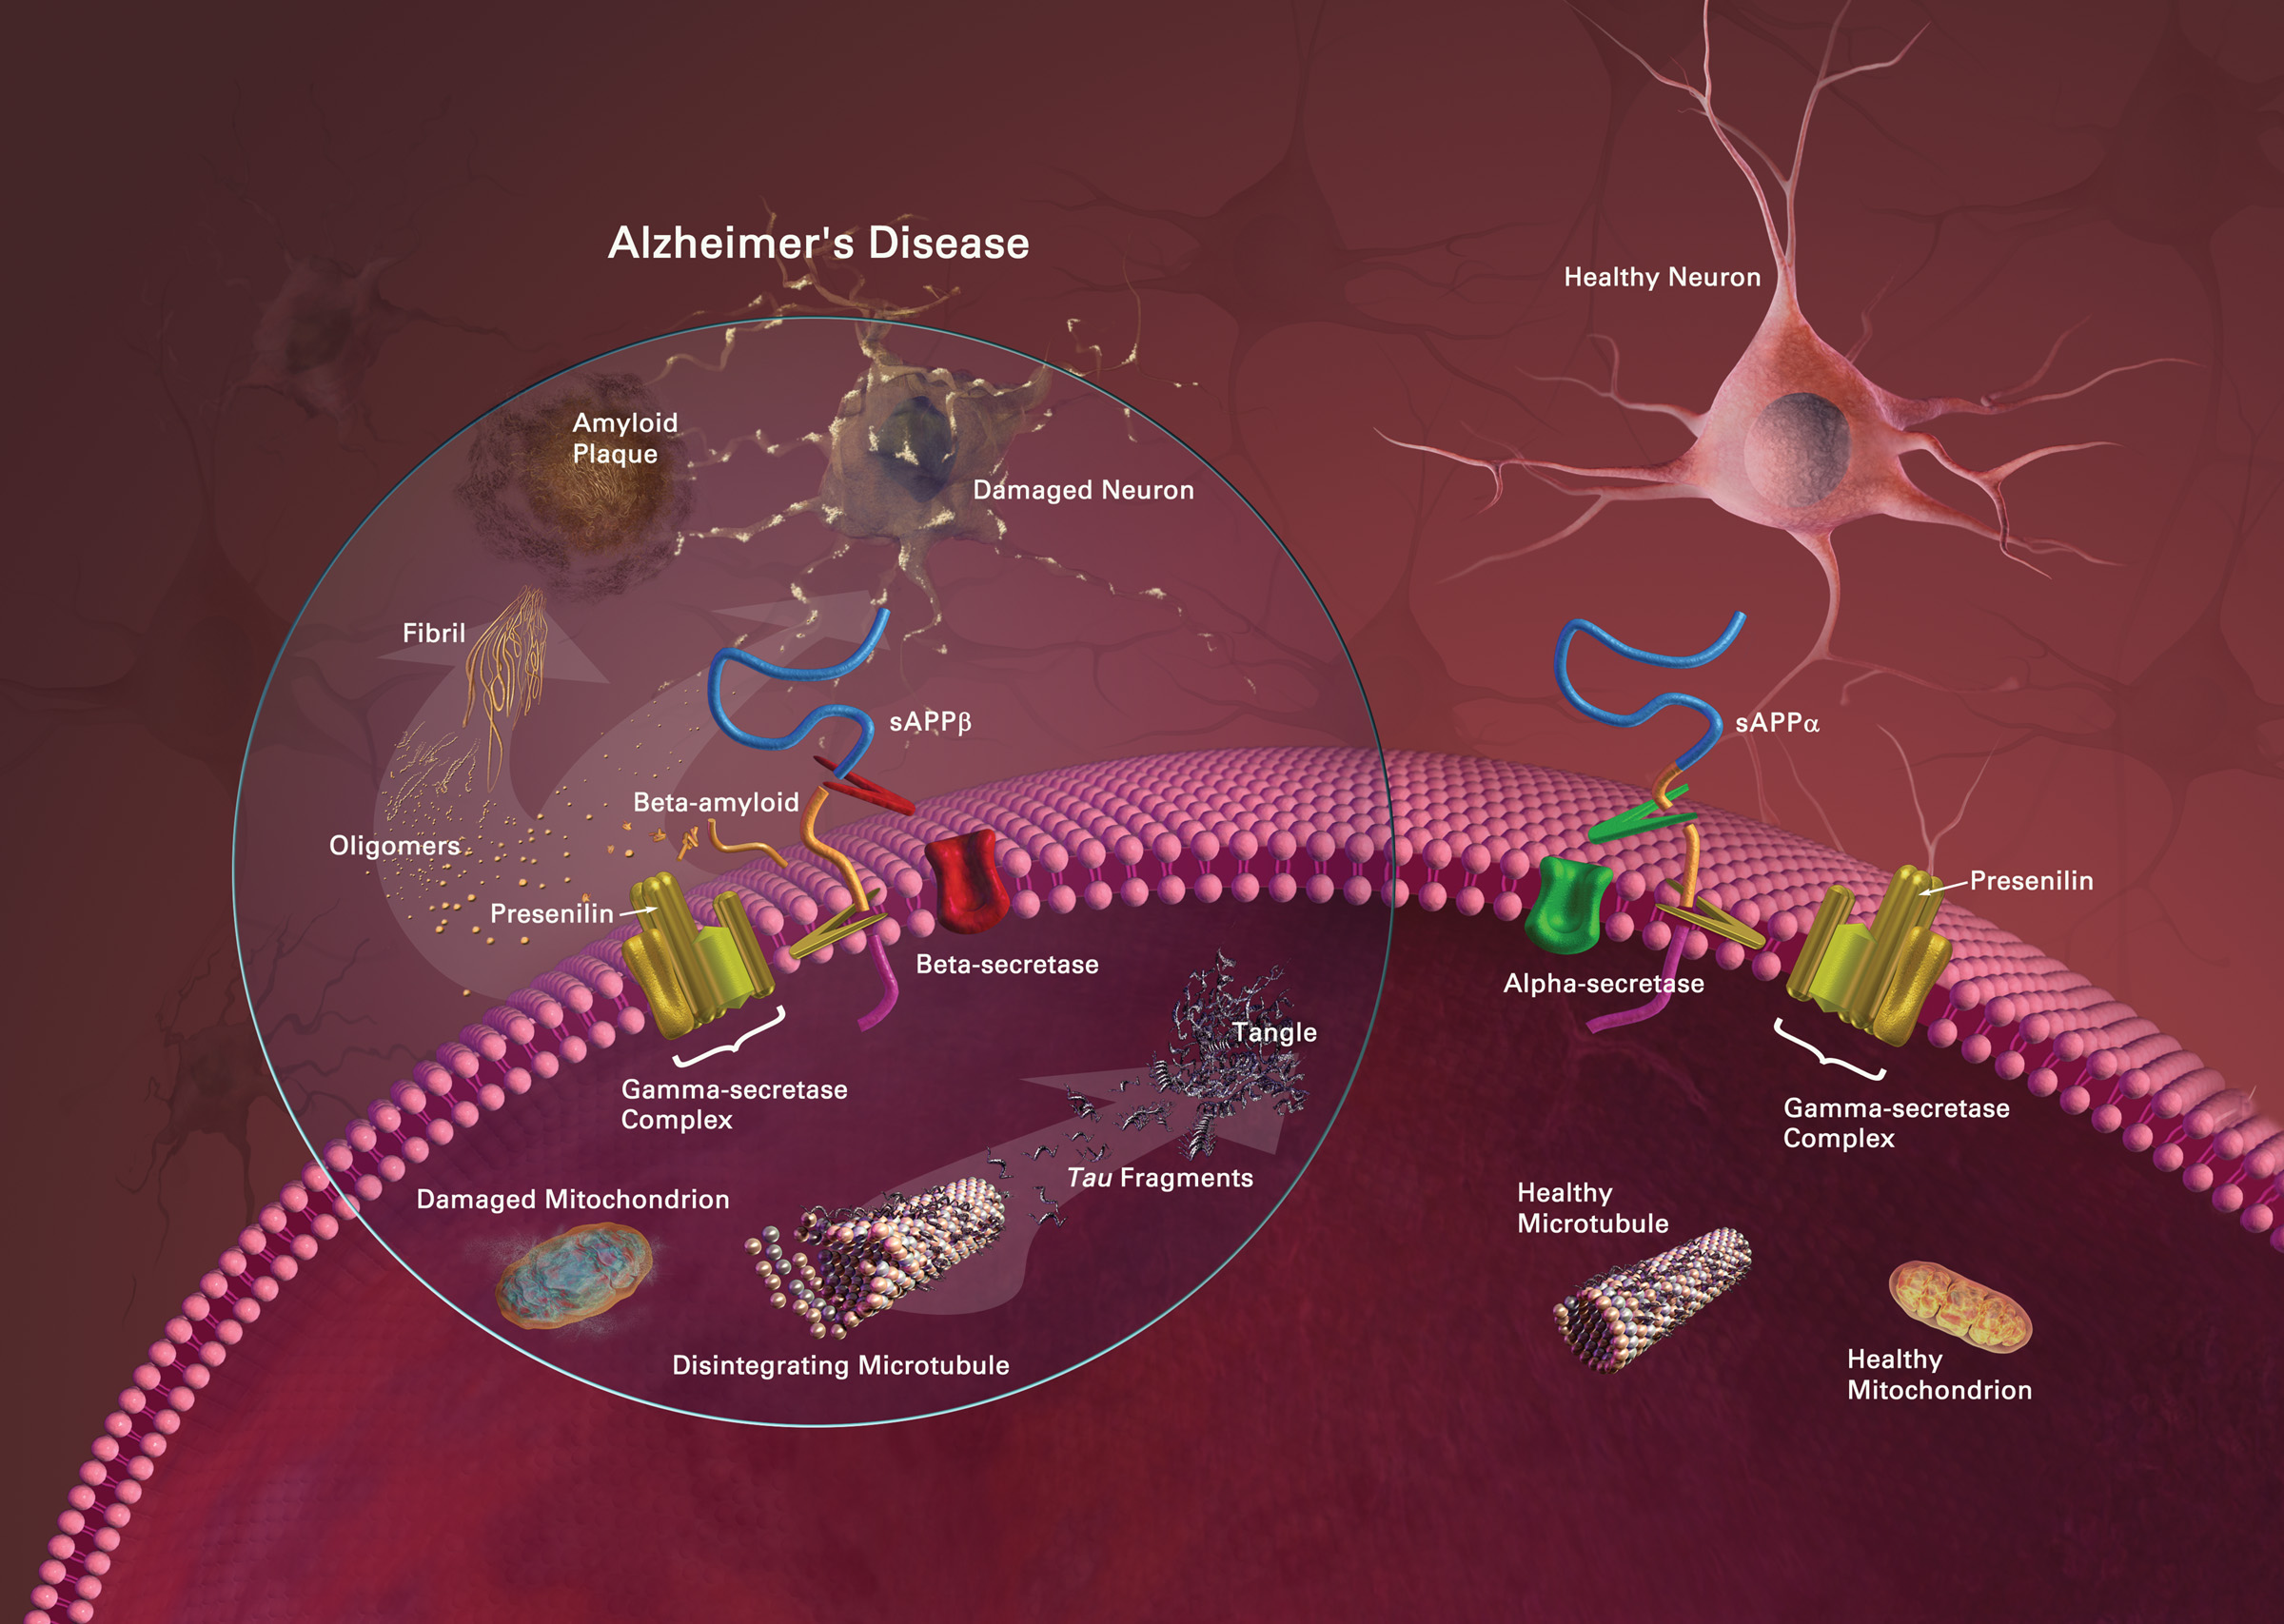 Alzheimer's Disease
Healthy Neuron
Amyloid
Plaque
Damaged Neuron
Fibril
sAPPβ
sAPPα
Beta-amyloid
Oligomers
Presenilin
Presenilin
Beta-secretase
Alpha-secretase
Tangle
Gamma-secretase
Complex
Gamma-secretase
Complex
Tau Fragments
Damaged Mitochondrion
Healthy
Microtubule
Disintegrating Microtubule
Healthy
Mitochondrion